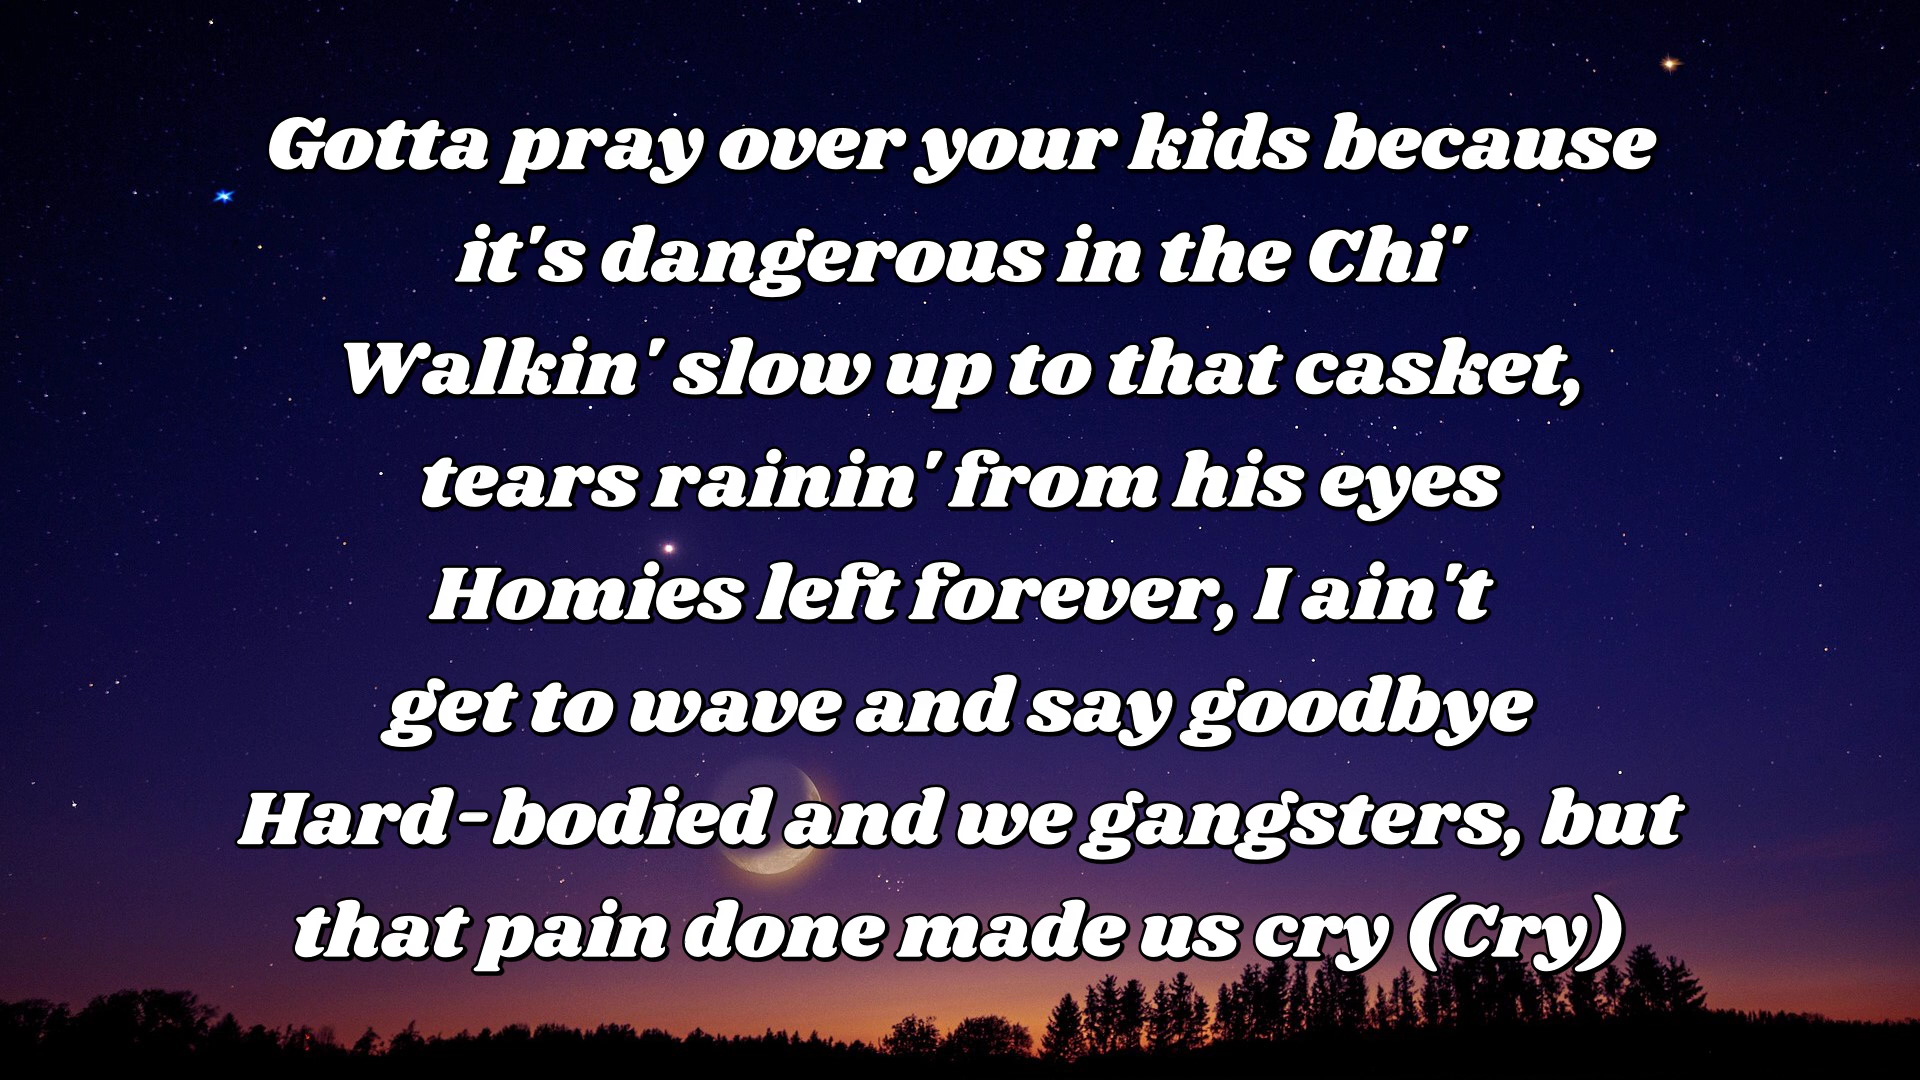 Gotta pray over your kids because
it's dangerous in the Chi'
Walkin' slow up to that casket,
tears rainin' from his eyes
Homies left forever, I ain't
get to wave and say goodbye
Hard-bodied and we gangsters, but
that pain done made us cry (Cry)